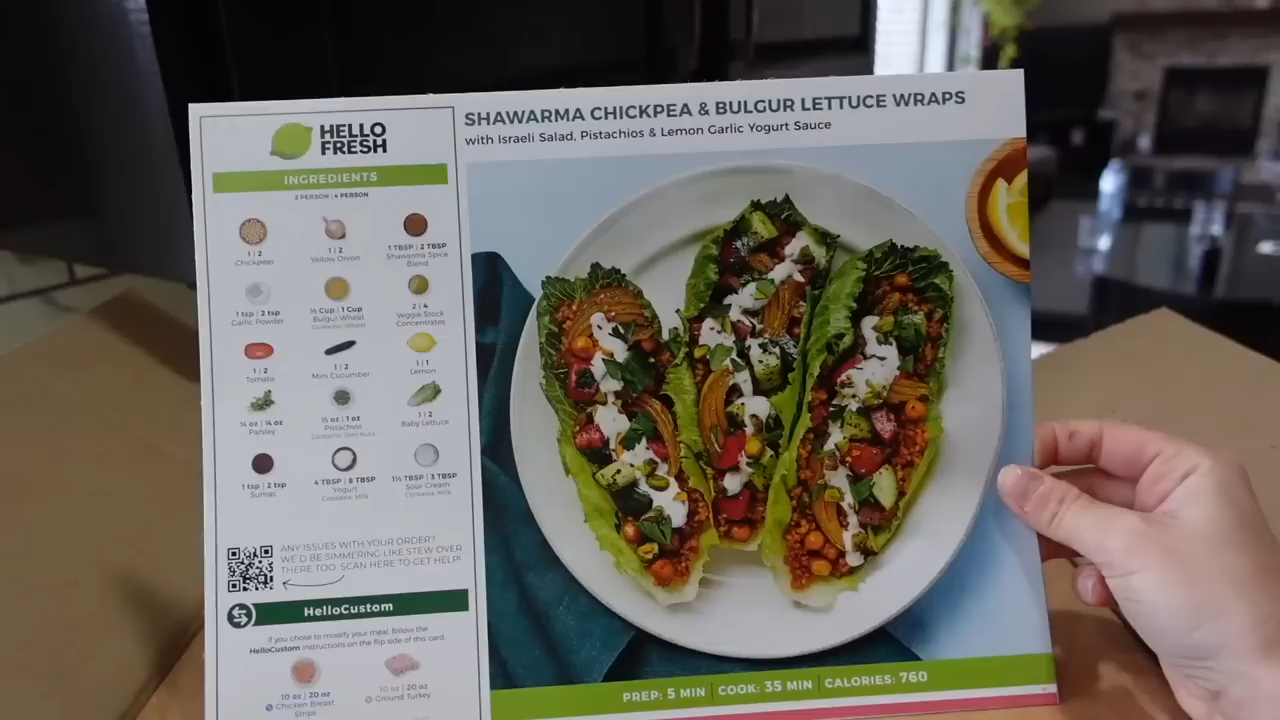 SHAWARMA CHICKPEA & BULGUR LETTUCE WRAPS
with Israeli Salad, Pistachios & Lemon Garlic Yogurt Sauce
HELLO
FRESH
INGREDIENTS
2 PERSON | 4 PERSON
1 | 2
Chickpeas
1 | 2
Yellow Onion
1 TBSP | 2 TBSP
Shawarma Spice
Blend
1 tsp | 2 tsp
Garlic Powder
½ Cup | 1 Cup
Bulgur Wheat
Contains: Wheat
2 | 4
Veggie Stock
Concentrates
1 | 2
Tomato
1 | 2
Mini Cucumber
1 | 1
Lemon
¼ oz | ¼ oz
Parsley
½ oz | 1 oz
Pistachios
Contains: Tree Nuts
1 | 2
Baby Lettuce
1 tsp | 2 tsp
Sumac
4 TBSP | 8 TBSP
Yogurt
Contains: Milk
1½ TBSP | 3 TBSP
Sour Cream
Contains: Milk
ANY ISSUES WITH YOUR ORDER?
WE'D BE SIMMERING LIKE STEW OVER
THERE TOO. SCAN HERE TO GET HELP!
HelloCustom
If you chose to modify your meal, follow the
HelloCustom instructions on the flip side of this card.
10 oz | 20 oz
Chicken Breast
Strips
10 oz | 20 oz
Ground Turkey
PREP: 5 MIN | COOK: 35 MIN | CALORIES: 760